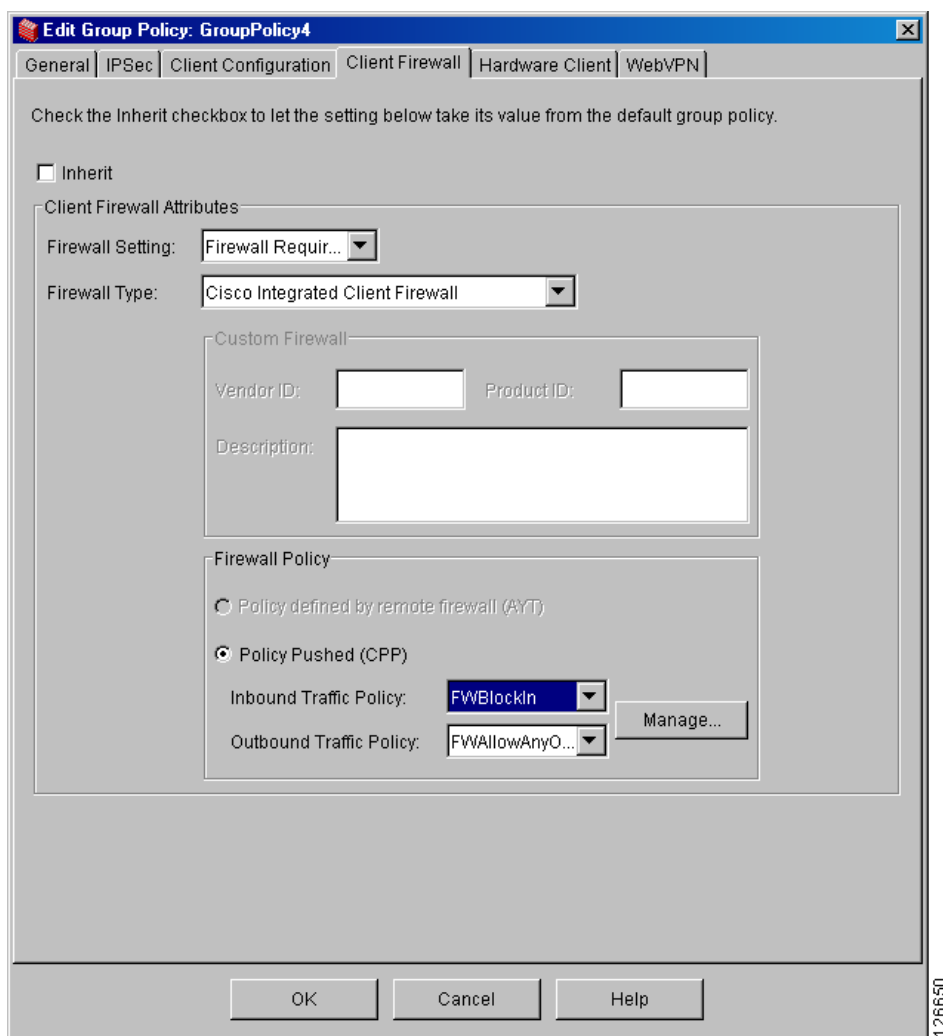 Edit Group Policy: GroupPolicy4
General IPSec Client Configuration Client Firewall Hardware Client WebVPN
Check the Inherit checkbox to let the setting below take its value from the default group policy.
Inherit
Client Firewall Attributes
Firewall Setting: Firewall Requir...
Firewall Type: Cisco Integrated Client Firewall
Custom Firewall
Vendor ID: Product ID:
Description:
Firewall Policy
Policy defined by remote firewall (AYT)
Policy Pushed (CPP)
Inbound Traffic Policy: FWBlockIn
Manage...
Outbound Traffic Policy: FWAllowAnyO...
OK Cancel Help
126650